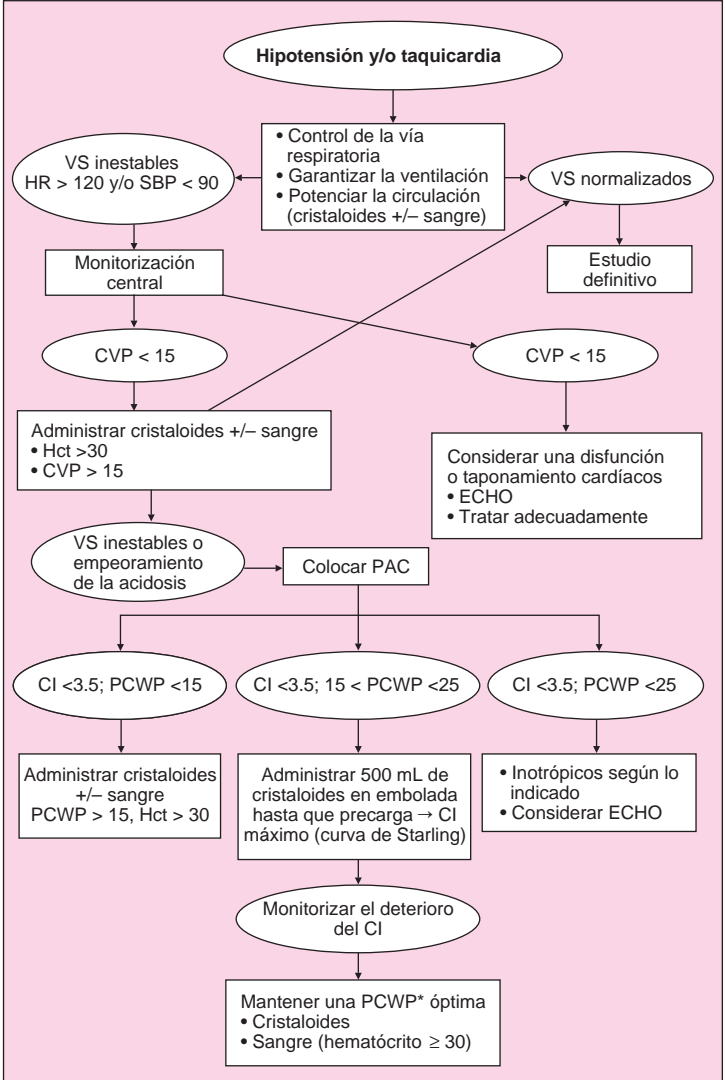 Hipotensión y/o taquicardia
• Control de la vía
respiratoria
• Garantizar la ventilación
• Potenciar la circulación
(cristaloides +/– sangre)
VS inestables
HR > 120 y/o SBP < 90
VS normalizados
Monitorización
central
Estudio
definitivo
CVP < 15
CVP < 15
Administrar cristaloides +/– sangre
• Hct >30
• CVP > 15
Considerar una disfunción
o taponamiento cardíacos
• ECHO
• Tratar adecuadamente
VS inestables o
empeoramiento
de la acidosis
Colocar PAC
CI <3.5; PCWP <15
CI <3.5; 15 < PCWP <25
CI <3.5; PCWP <25
Administrar cristaloides
+/– sangre
PCWP > 15, Hct > 30
Administrar 500 mL de
cristaloides en embolada
hasta que precarga → CI
máximo (curva de Starling)
• Inotrópicos según lo
indicado
• Considerar ECHO
Monitorizar el deterioro
del CI
Mantener una PCWP* óptima
• Cristaloides
• Sangre (hematócrito ≥ 30)